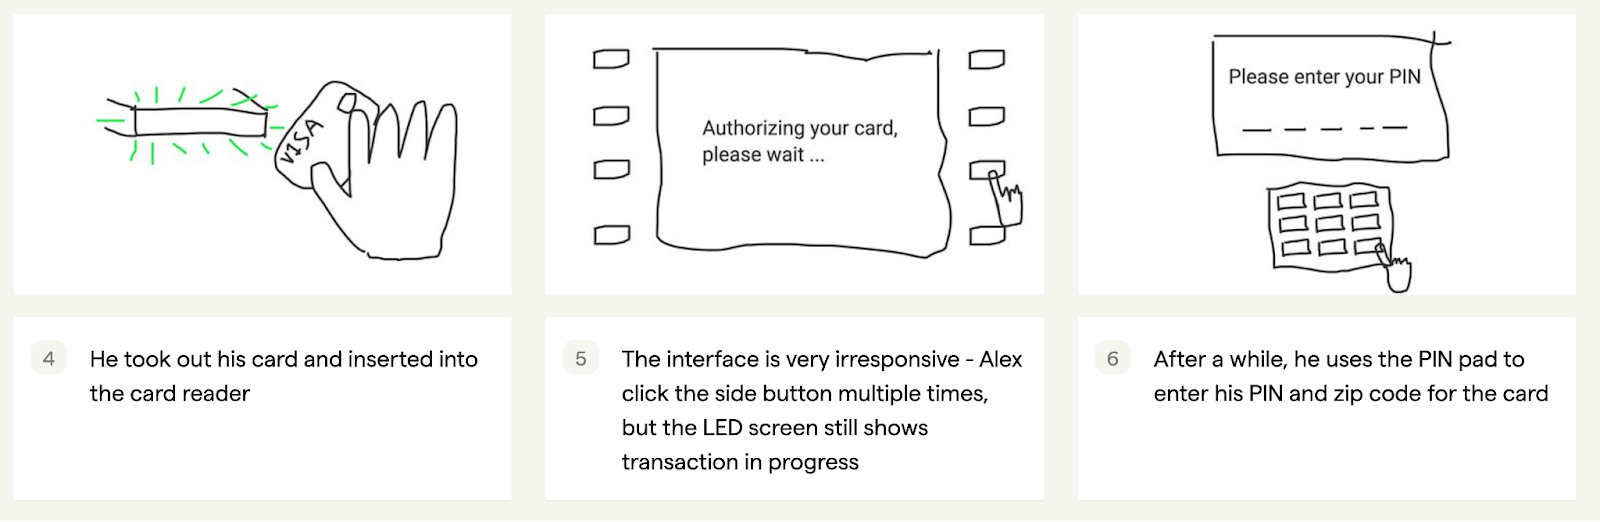 VISA
Authorizing your card,
please wait ...
Please enter your PIN
4
He took out his card and inserted into
the card reader
5
The interface is very irresponsive - Alex
click the side button multiple times,
but the LED screen still shows
transaction in progress
6
After a while, he uses the PIN pad to
enter his PIN and zip code for the card